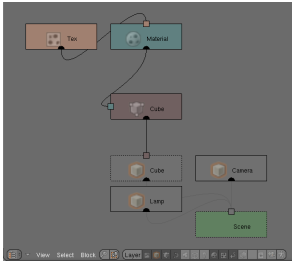 Tex
Material
Cube
Cube
Camera
Lamp
Scene
View Select Block Layer